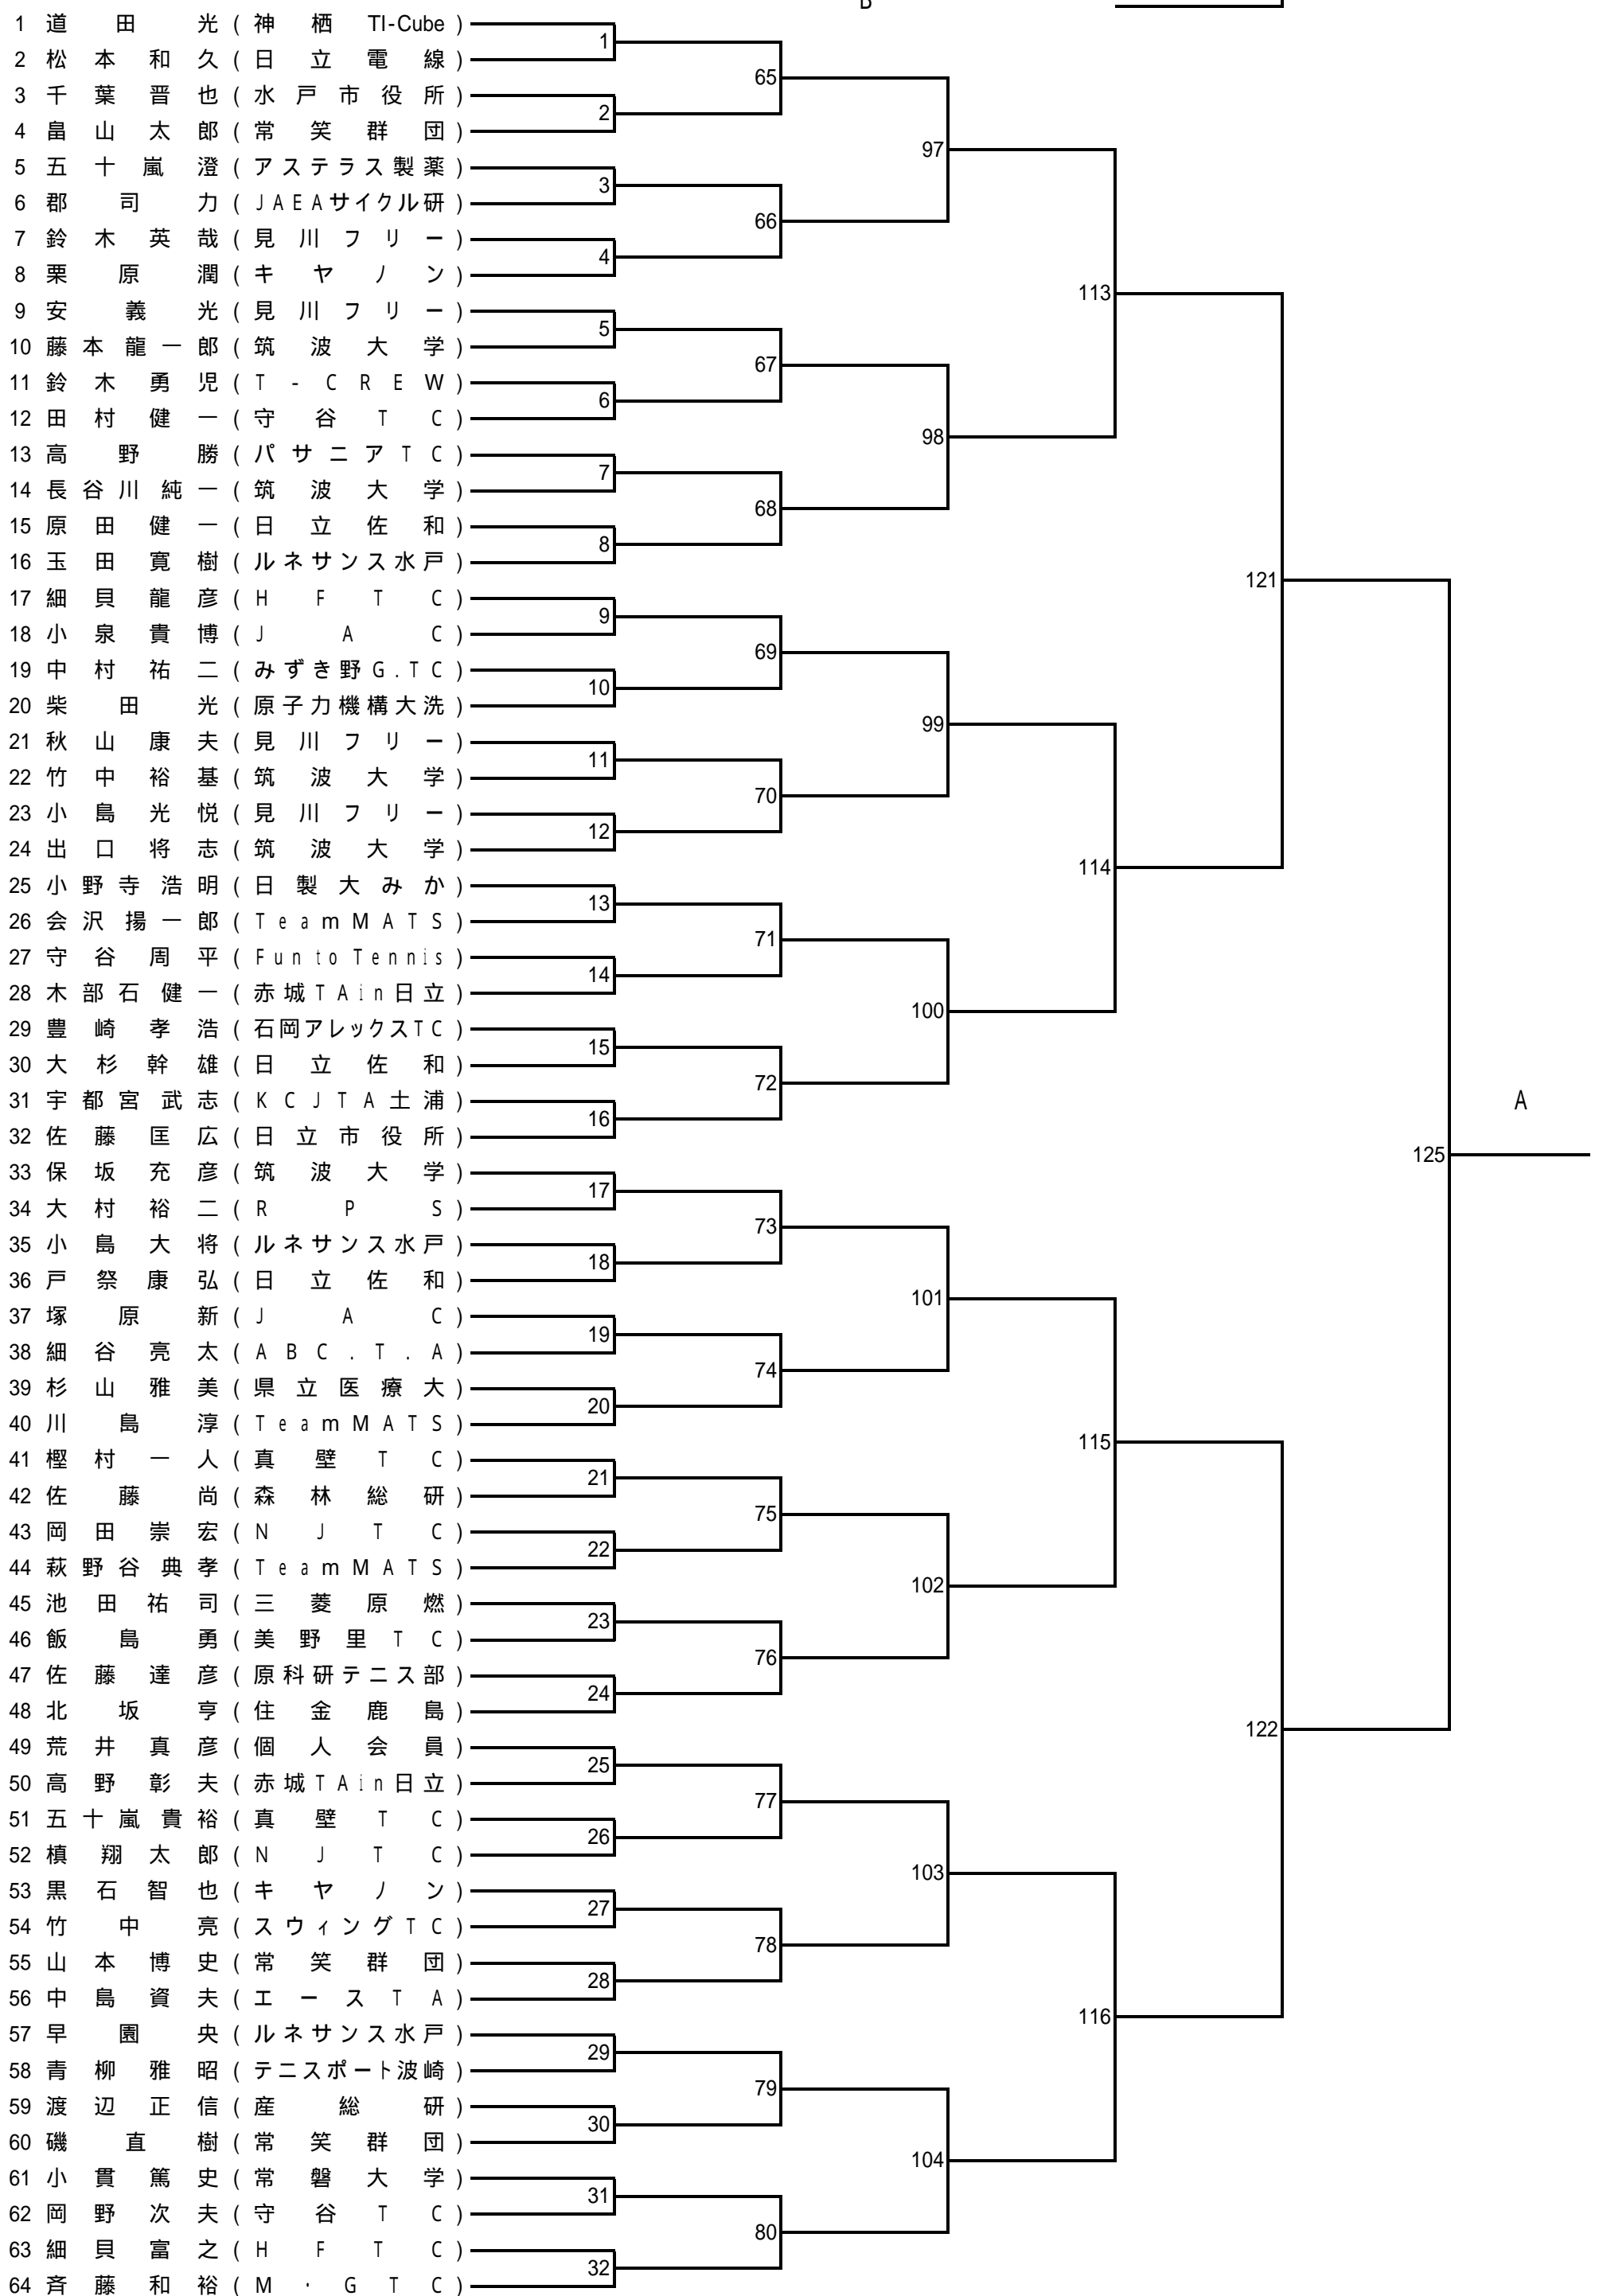 B
1 道田光 (神栖 TI-Cube)
2 松本和久 (日立電線)
3 千葉晋也 (水戸市役所)
4 畠山太郎 (常笑群団)
5 五十嵐澄 (アステラス製薬)
6 郡司力 (JAEAサイクル研)
7 鈴木英哉 (見川フリー)
8 栗原潤 (キヤノン)
9 安義光 (見川フリー)
10 藤本龍一郎 (筑波大学)
11 鈴木勇児 (T-CREW)
12 田村健一 (守谷TC)
13 高野勝 (パサニアTC)
14 長谷川純一 (筑波大学)
15 原田健一 (日立佐和)
16 玉田寛樹 (ルネサンス水戸)
17 細貝龍彦 (HFTC)
18 小泉貴博 (JAC)
19 中村祐二 (みずき野G.TC)
20 柴田光 (原子力機構大洗)
21 秋山康夫 (見川フリー)
22 竹中裕基 (筑波大学)
23 小島光悦 (見川フリー)
24 出口将志 (筑波大学)
25 小野寺浩明 (日製大みか)
26 会沢揚一郎 (TeamMATS)
27 守谷周平 (Fun to Tennis)
28 木部石健一 (赤城TAin日立)
29 豊崎孝浩 (石岡アレックスTC)
30 大杉幹雄 (日立佐和)
31 宇都宮武志 (KCJTA土浦)
32 佐藤匡広 (日立市役所)
33 保坂充彦 (筑波大学)
34 大村裕二 (RPS)
35 小島大将 (ルネサンス水戸)
36 戸祭康弘 (日立佐和)
37 塚原新 (JAC)
38 細谷亮太 (ABC.T.A)
39 杉山雅美 (県立医療大)
40 川島淳 (TeamMATS)
41 樫村一人 (真壁TC)
42 佐藤尚 (森林総研)
43 岡田崇宏 (NJTC)
44 萩野谷典孝 (TeamMATS)
45 池田祐司 (三菱原燃)
46 飯島勇 (美野里TC)
47 佐藤達彦 (原科研テニス部)
48 北坂亨 (住金鹿島)
49 荒井真彦 (個人会員)
50 高野彰夫 (赤城TAin日立)
51 五十嵐貴裕 (真壁TC)
52 槙翔太郎 (NJTC)
53 黒石智也 (キヤノン)
54 竹中亮 (スウィングTC)
55 山本博史 (常笑群団)
56 中島資夫 (エースTA)
57 早園央 (ルネサンス水戸)
58 青柳雅昭 (テニスポート波崎)
59 渡辺正信 (産総研)
60 磯直樹 (常笑群団)
61 小貫篤史 (常磐大学)
62 岡野次夫 (守谷TC)
63 細貝富之 (HFTC)
64 斉藤和裕 (M・GTC)
1
2
3
4
5
6
7
8
9
10
11
12
13
14
15
16
17
18
19
20
21
22
23
24
25
26
27
28
29
30
31
32
65
66
67
68
69
70
71
72
73
74
75
76
77
78
79
80
97
98
99
100
101
102
103
104
113
114
115
116
121
122
125
A